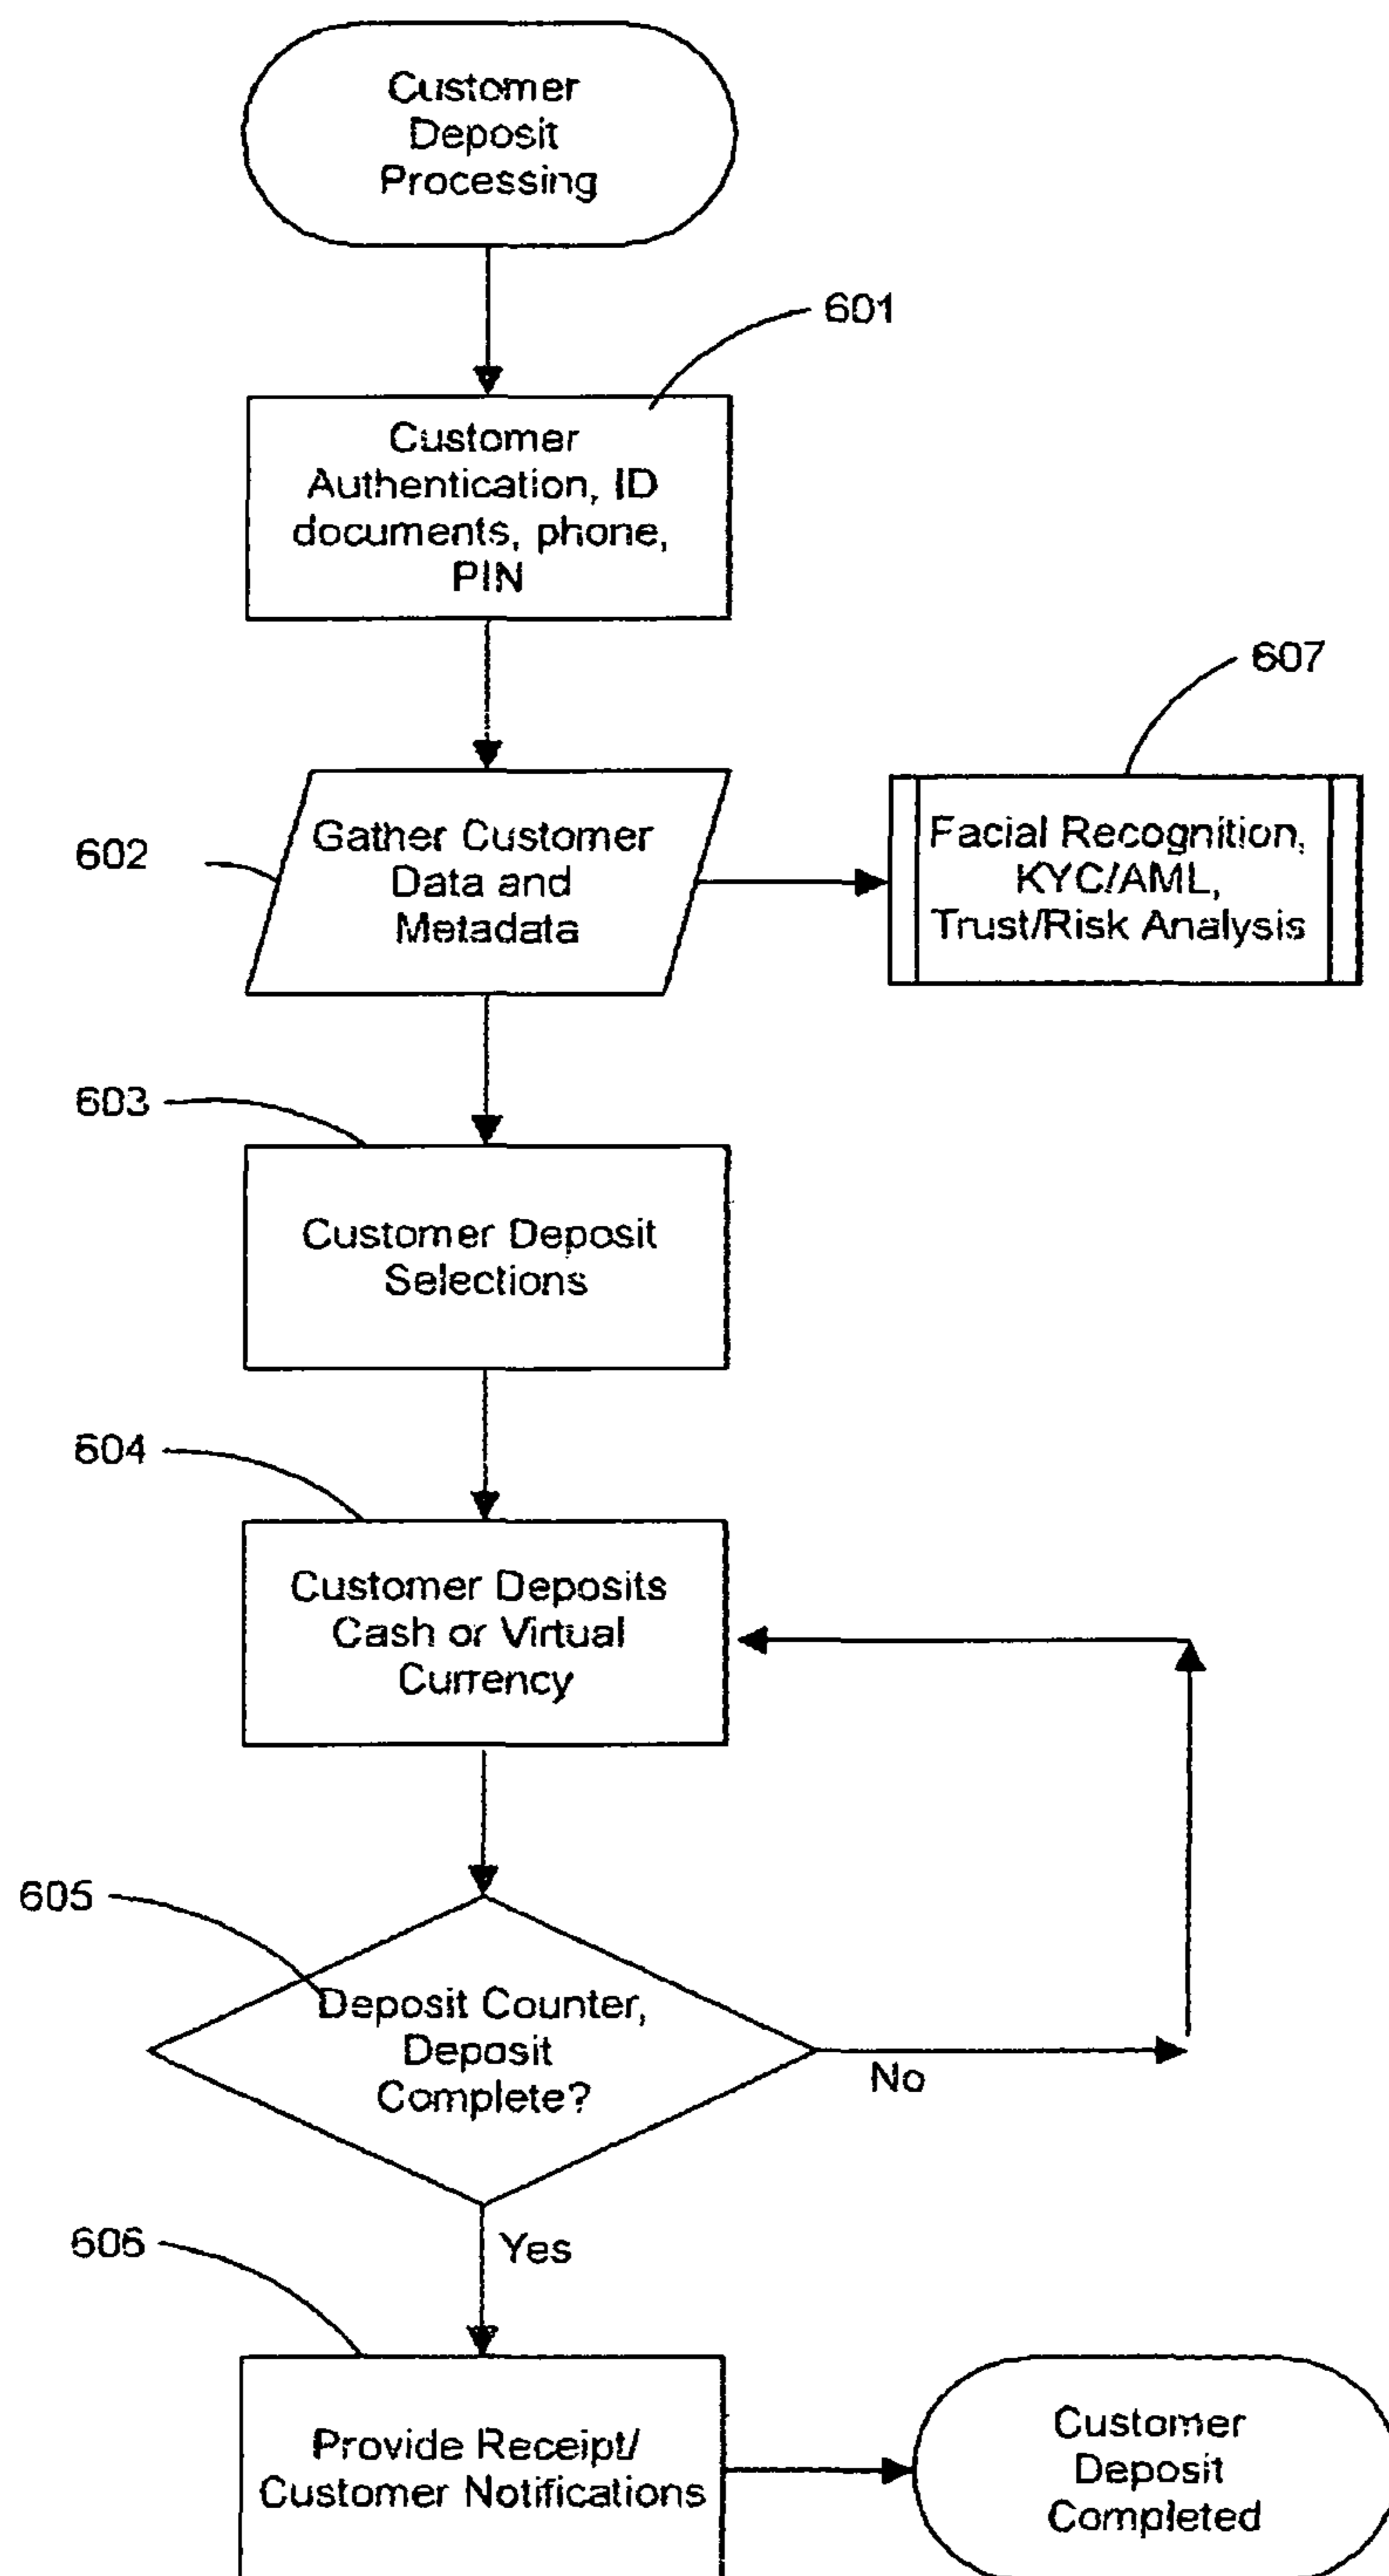 Customer
Deposit
Processing
601
Customer
Authentication, ID
documents, phone,
PIN
607
602
Gather Customer
Data and
Metadata
Facial Recognition,
KYC/AML,
Trust/Risk Analysis
603
Customer Deposit
Selections
604
Customer Deposits
Cash or Virtual
Currency
605
Deposit Counter,
Deposit
Complete?
No
606
Yes
Provide Receipt/
Customer Notifications
Customer
Deposit
Completed